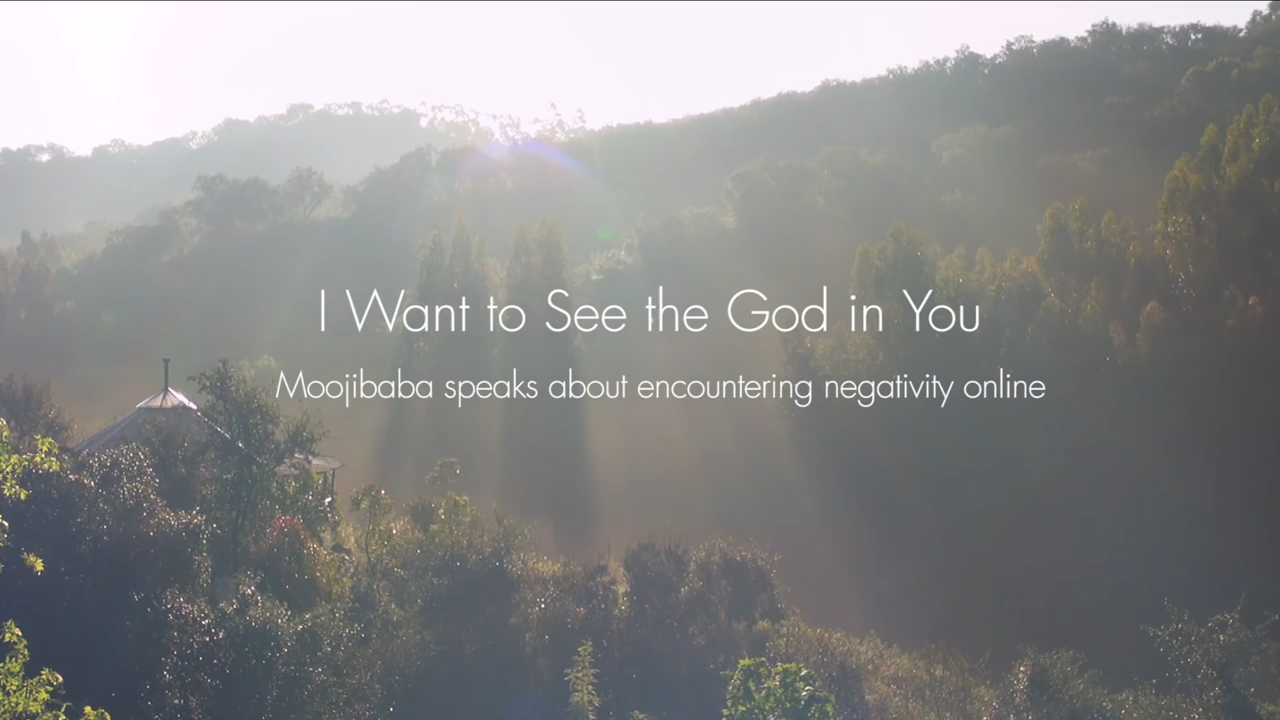 I Want to See the God in You
Moojibaba speaks about encountering negativity online